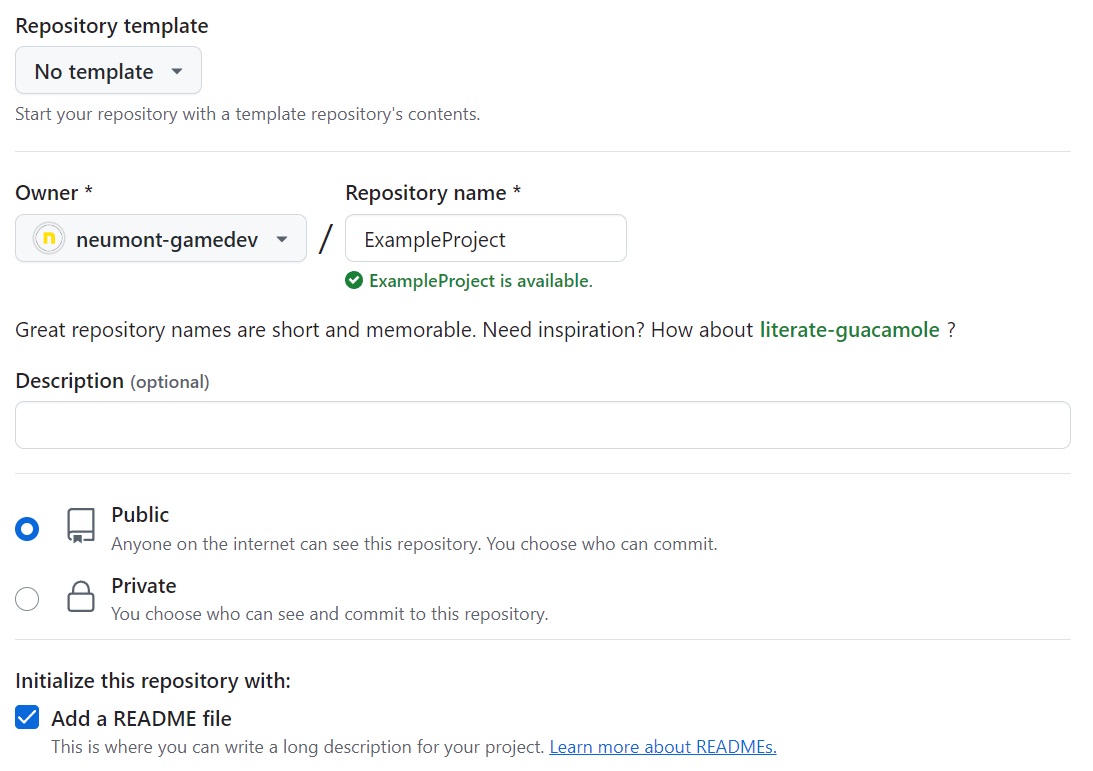 Repository template
No template
Start your repository with a template repository's contents.
Owner * Repository name *
n neumont-gamedev / ExampleProject
ExampleProject is available.
Great repository names are short and memorable. Need inspiration? How about literate-guacamole ?
Description (optional)
Public
Anyone on the internet can see this repository. You choose who can commit.
Private
You choose who can see and commit to this repository.
Initialize this repository with:
Add a README file
This is where you can write a long description for your project. Learn more about READMEs.